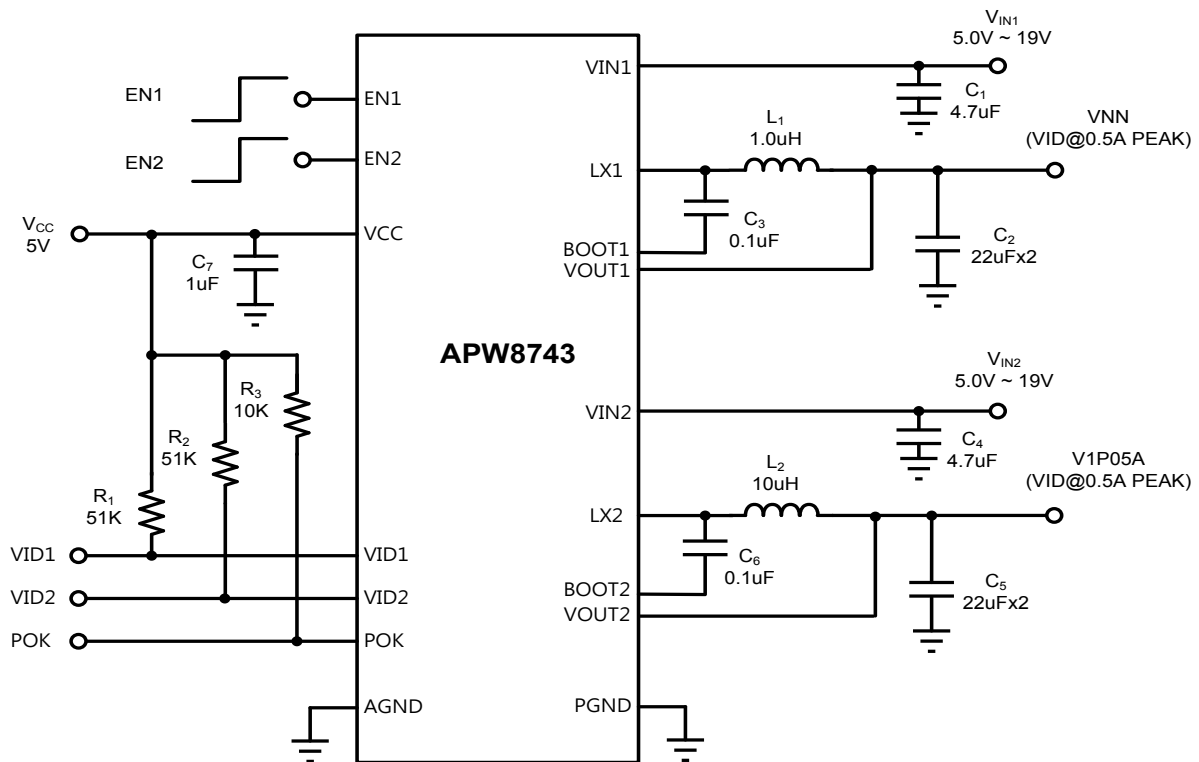 EN1
EN2
V_CC
5V
C7
1uF
R3
10K
R2
51K
R1
51K
VID1
VID2
POK
EN1
EN2
VCC
VID1
VID2
POK
AGND
APW8743
VIN1
LX1
BOOT1
VOUT1
VIN2
LX2
BOOT2
VOUT2
PGND
VIN1
5.0V ~ 19V
C1
4.7uF
L1
1.0uH
VNN
(VID@0.5A PEAK)
C3
0.1uF
C2
22uFx2
VIN2
5.0V ~ 19V
C4
4.7uF
L2
10uH
V1P05A
(VID@0.5A PEAK)
C6
0.1uF
C5
22uFx2